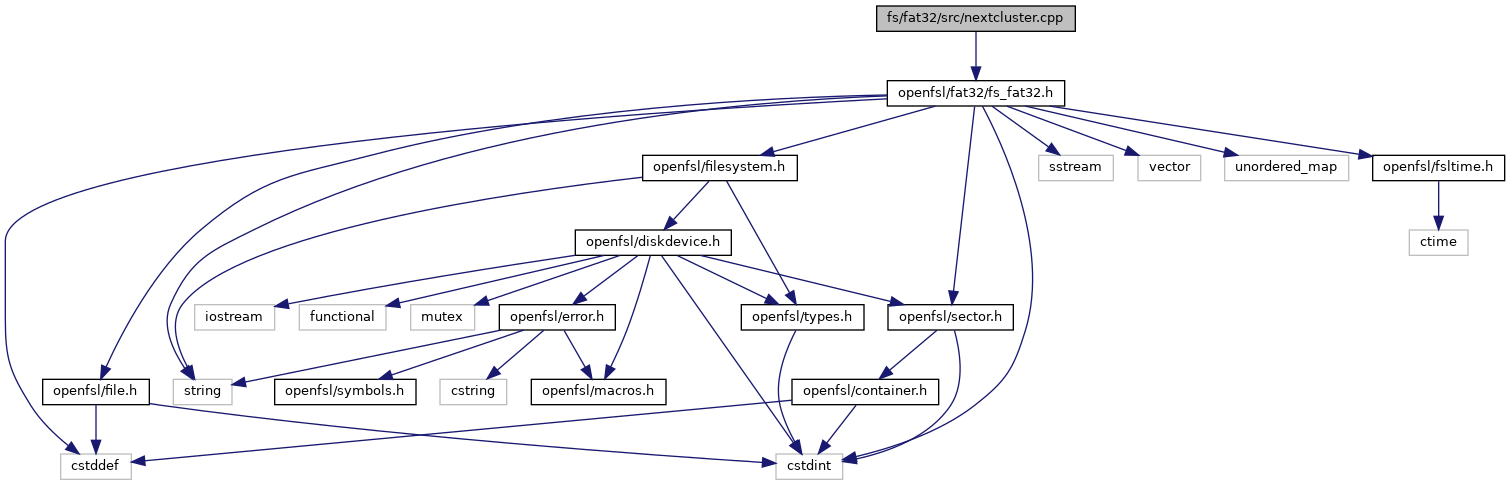 fs/fat32/src/nextcluster.cpp
openfsl/fat32/fs_fat32.h
openfsl/filesystem.h
sstream
vector
unordered_map
openfsl/fsltime.h
openfsl/diskdevice.h
ctime
iostream
functional
mutex
openfsl/error.h
openfsl/types.h
openfsl/sector.h
openfsl/file.h
string
openfsl/symbols.h
cstring
openfsl/macros.h
openfsl/container.h
cstddef
cstdint